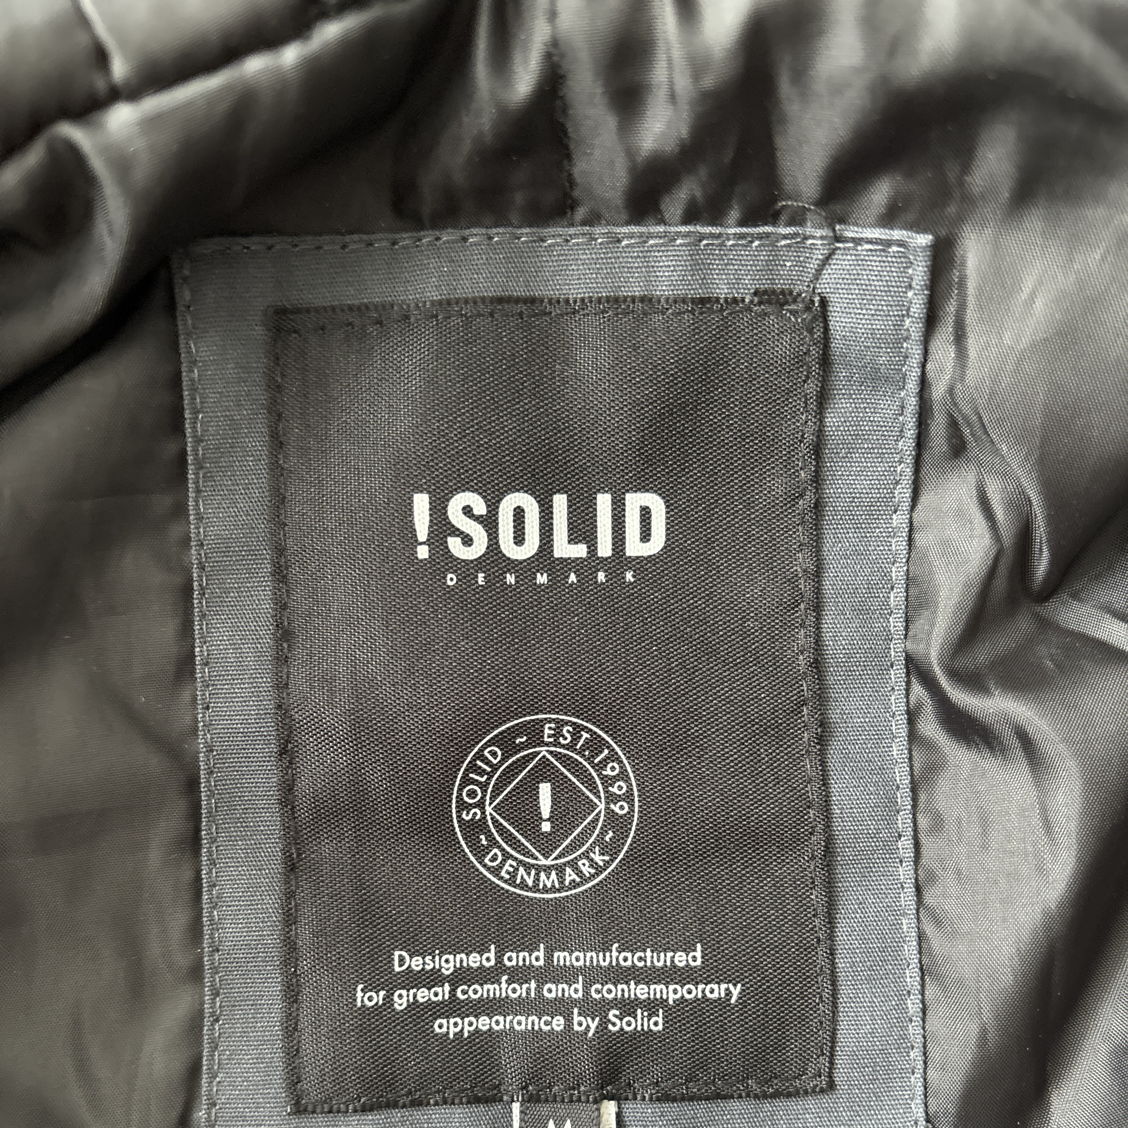 !SOLID
DENMARK
SOLID ~ EST. 1999
~ DENMARK ~
!
Designed and manufactured
for great comfort and contemporary
appearance by Solid